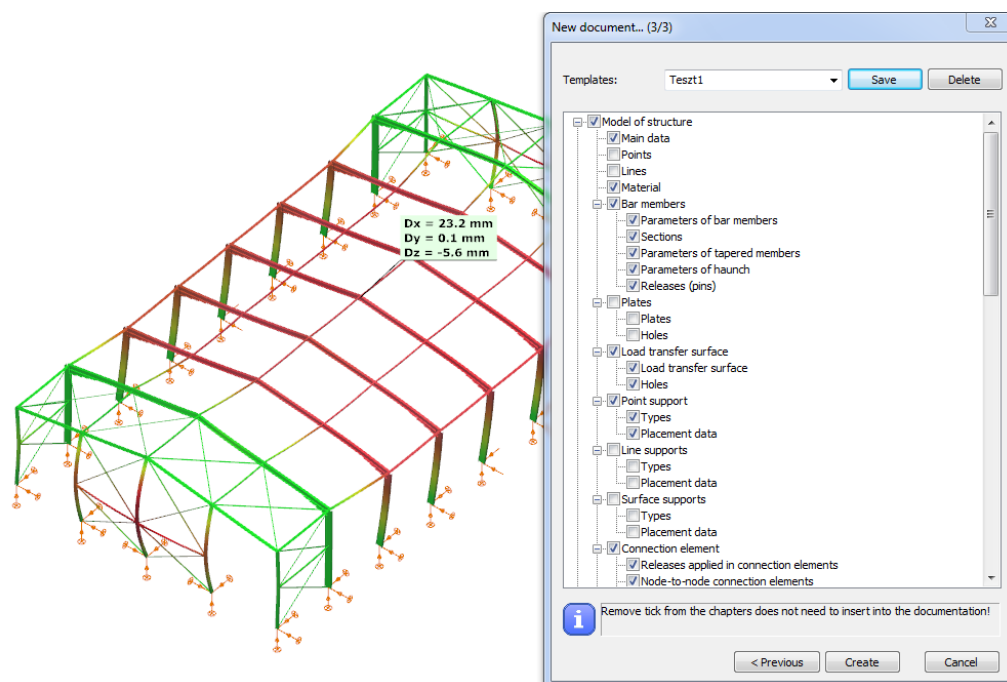 New document... (3/3)
Templates: Teszt1 Save Delete
Model of structure
Main data
Points
Lines
Material
Bar members
Parameters of bar members
Sections
Parameters of tapered members
Parameters of haunch
Releases (pins)
Plates
Plates
Holes
Load transfer surface
Load transfer surface
Holes
Point support
Types
Placement data
Line supports
Types
Placement data
Surface supports
Types
Placement data
Connection element
Releases applied in connection elements
Node-to-node connection elements
Remove tick from the chapters does not need to insert into the documentation!
< Previous Create Cancel
Dx = 23.2 mm
Dy = 0.1 mm
Dz = -5.6 mm